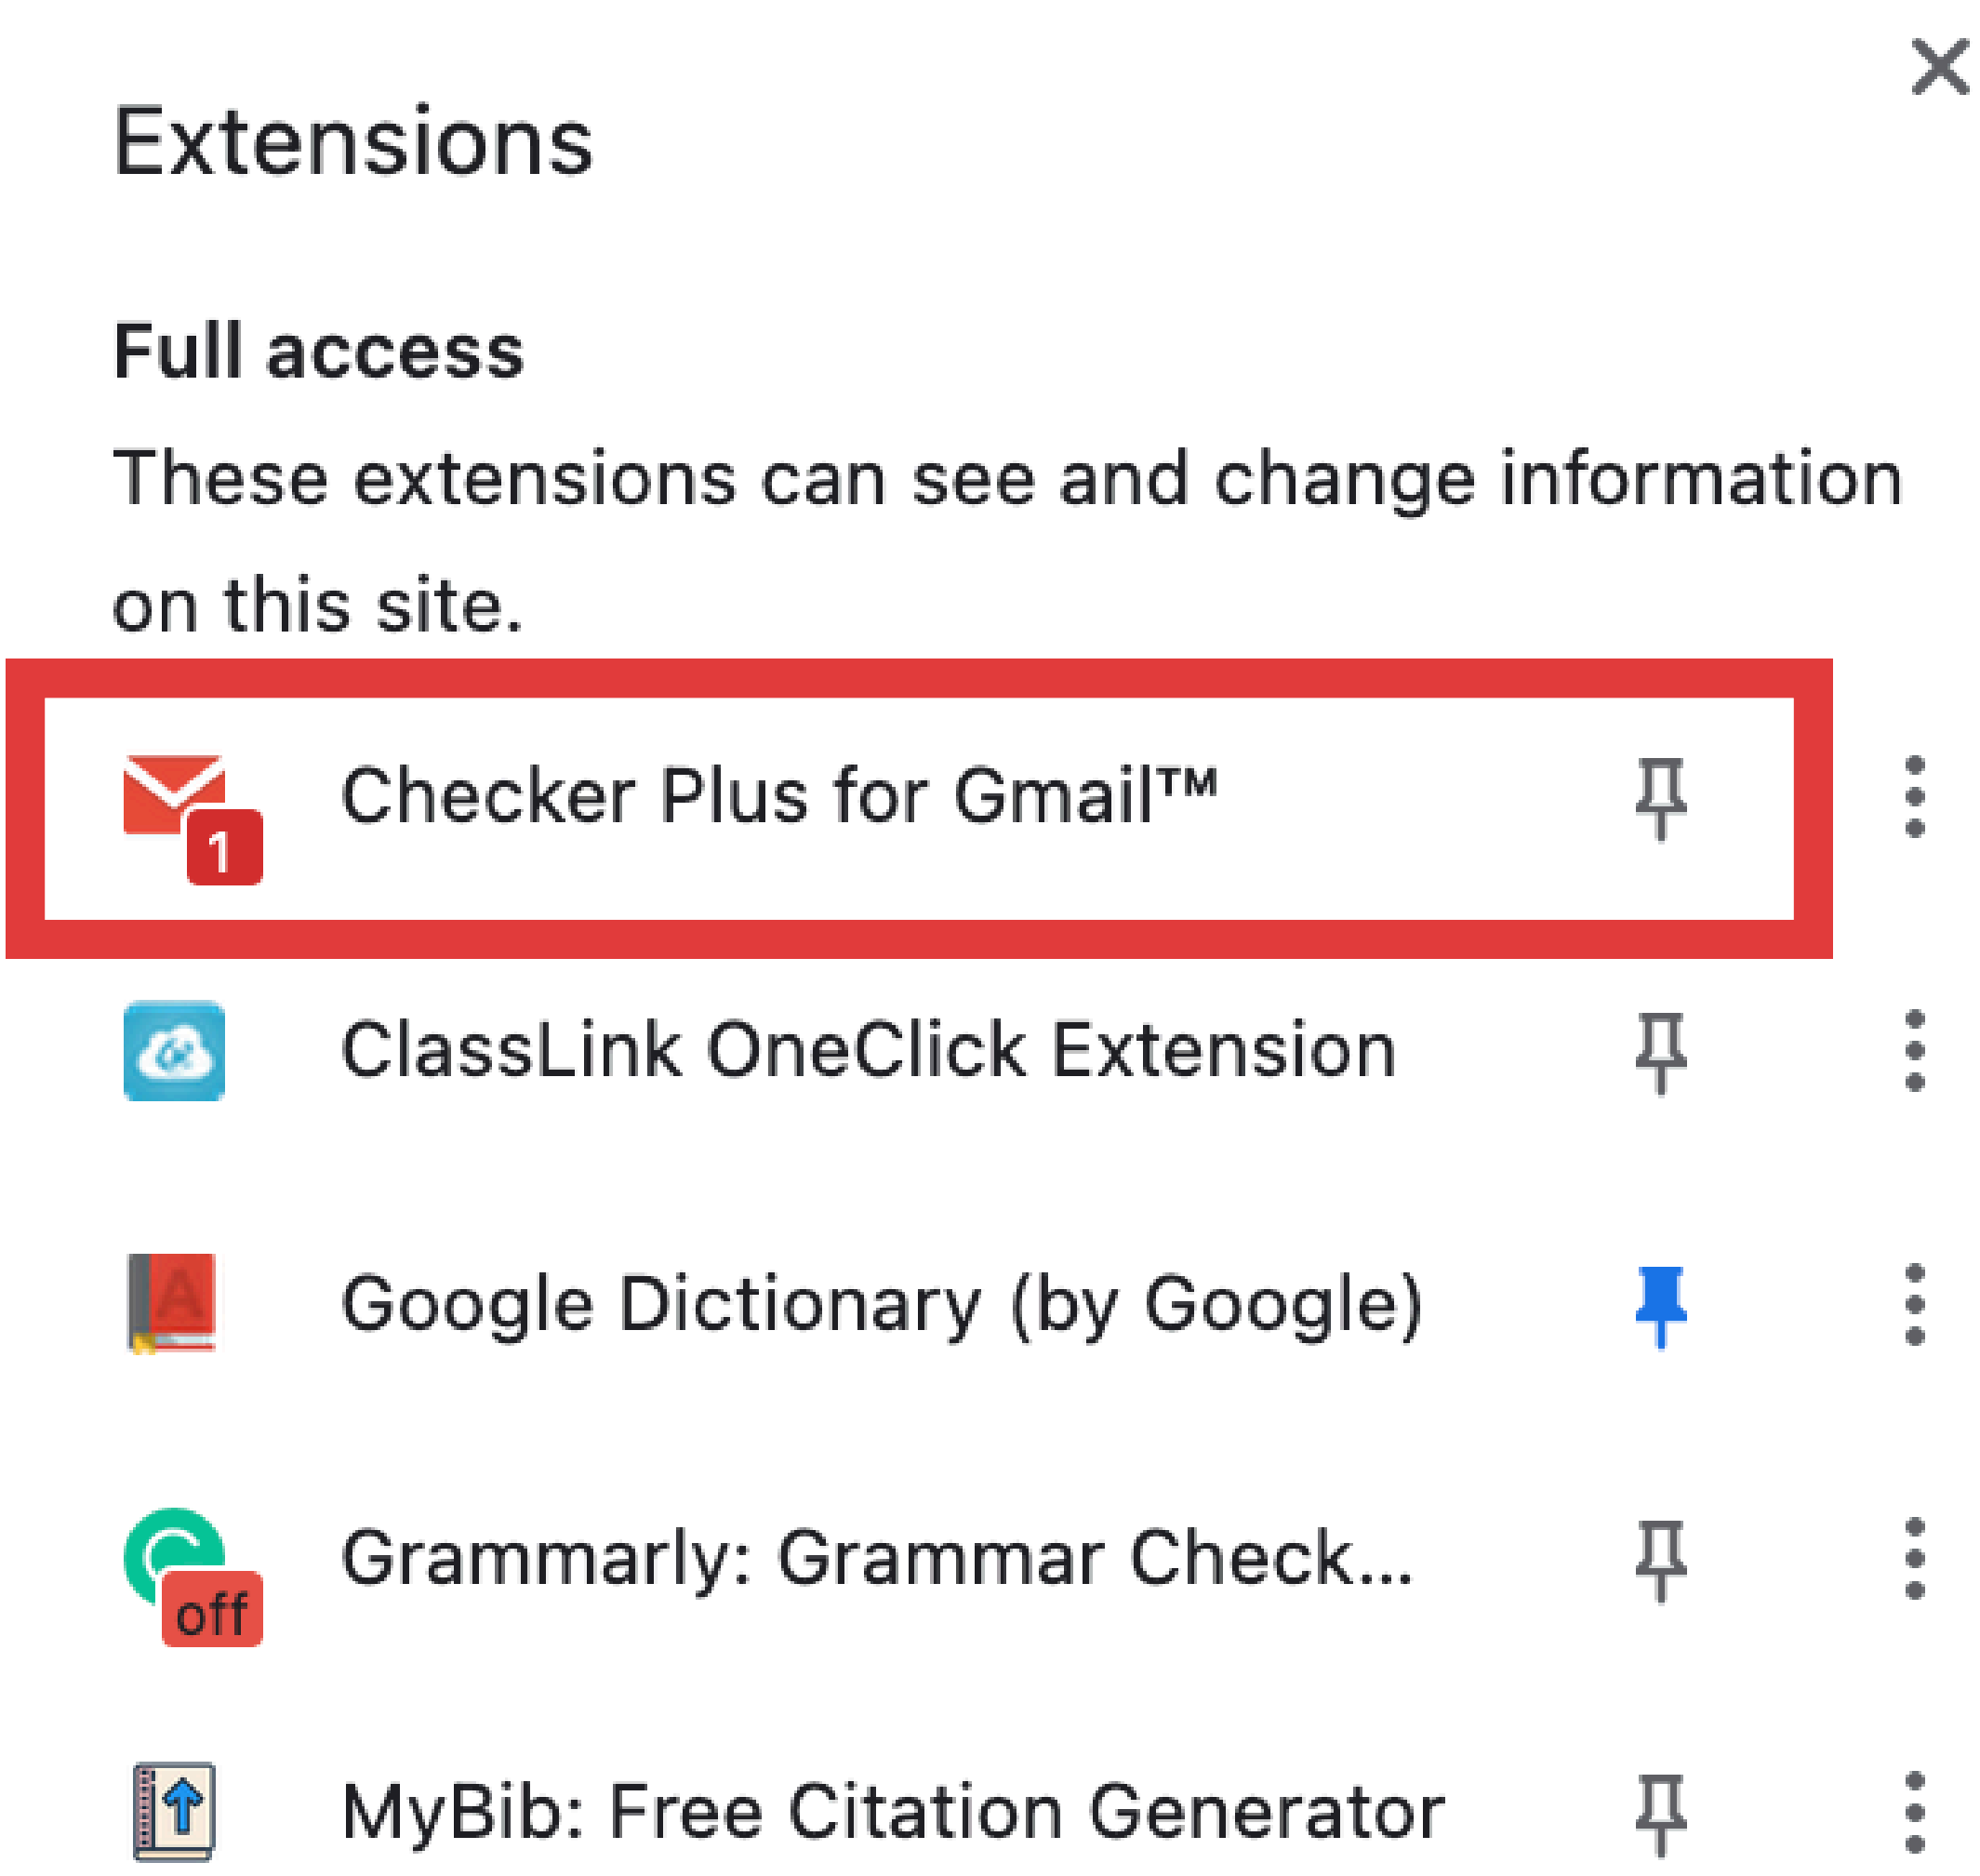 Extensions
Full access
These extensions can see and change information
on this site.
Checker Plus for Gmail™
1
ClassLink OneClick Extension
Google Dictionary (by Google)
Grammarly: Grammar Check...
off
MyBib: Free Citation Generator